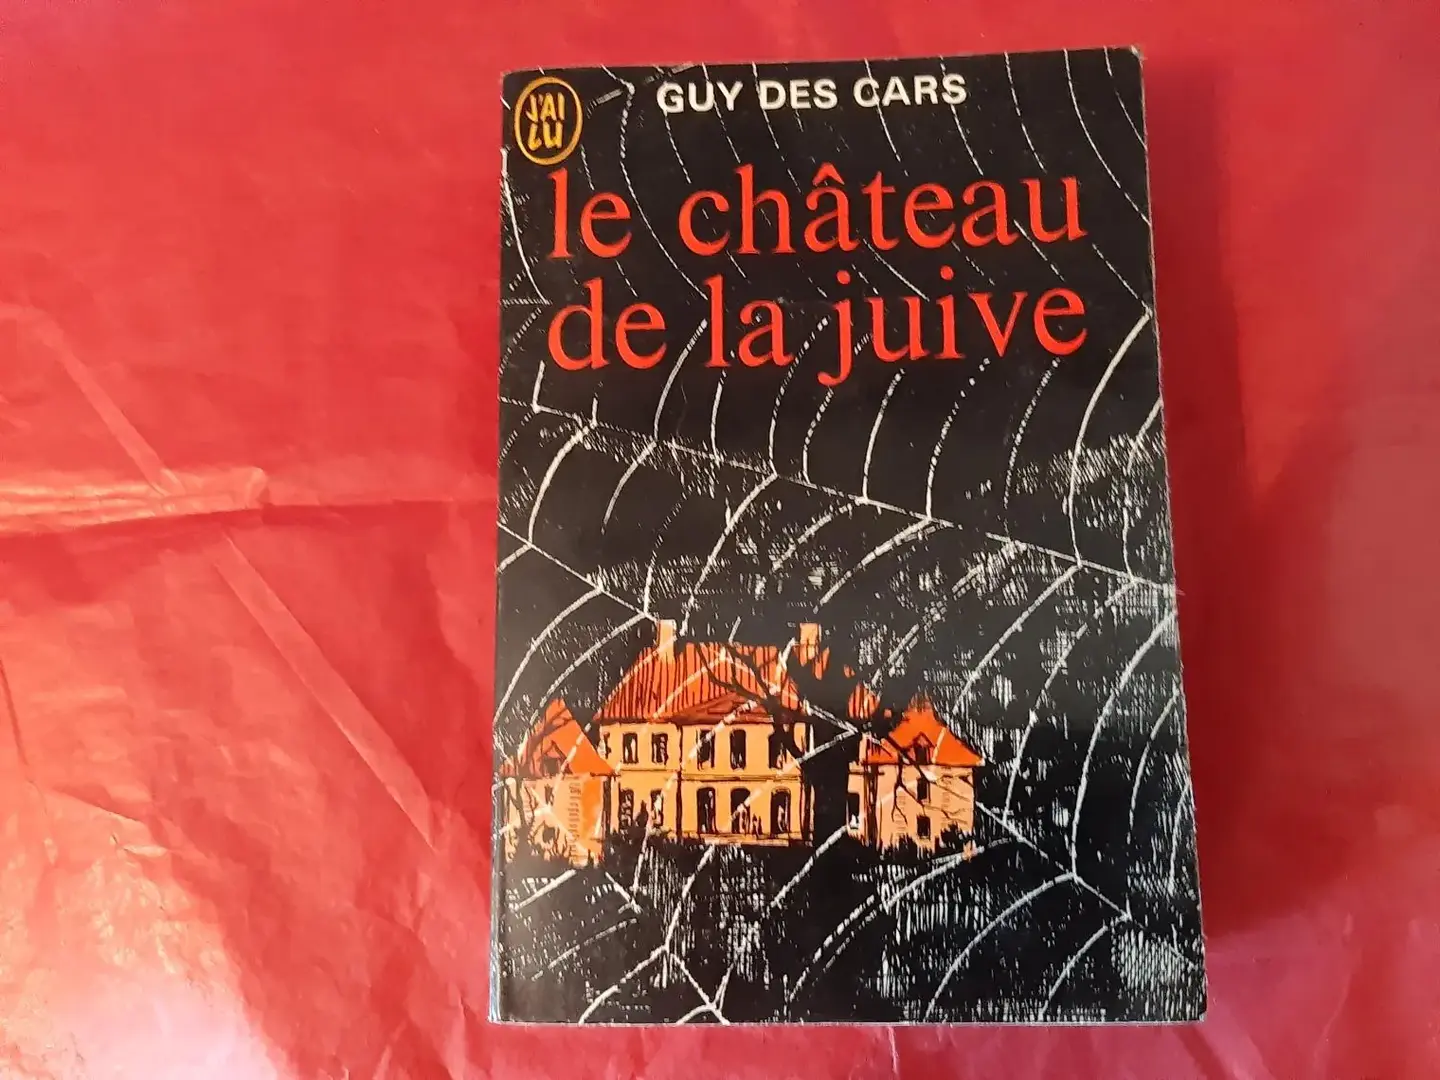 J'AI
LU
GUY DES CARS
le château
de la juive